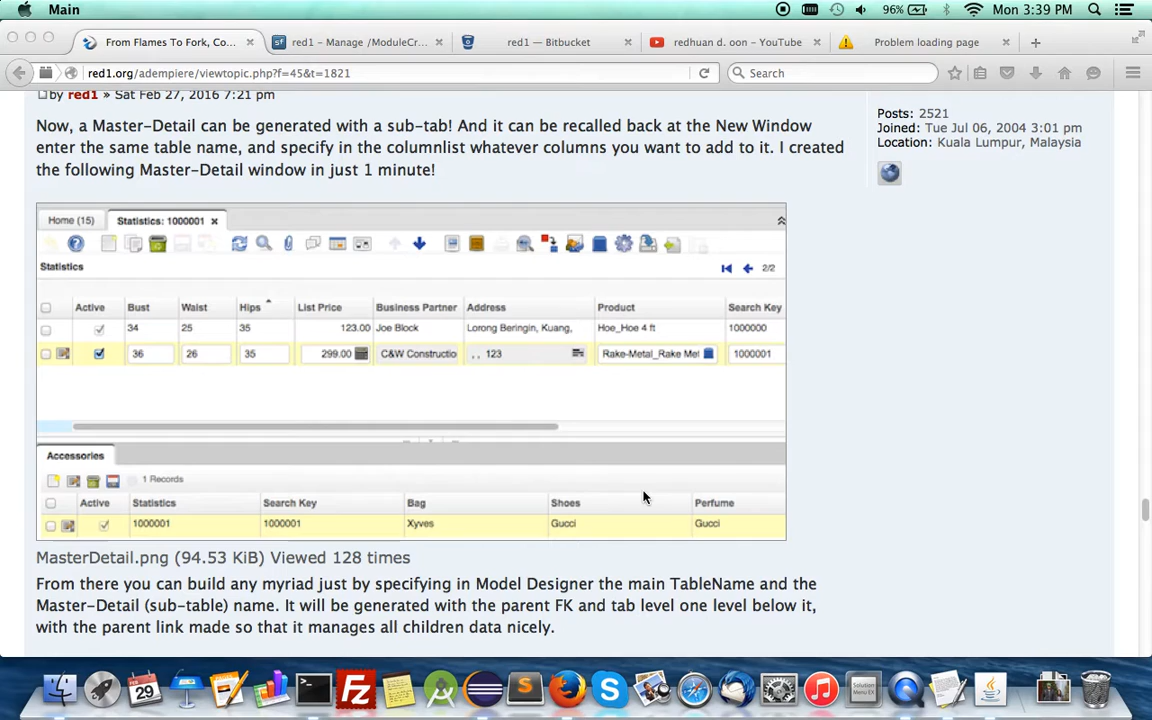 Main
96%
Mon 3:39 PM
From Flames To Fork, Co...
red1 - Manage /ModuleCr...
red1 — Bitbucket
redhuan d. oon - YouTube
Problem loading page
red1.org/adempiere/viewtopic.php?f=45&t=1821
Search
by red1 » Sat Feb 27, 2016 7:21 pm
Posts: 2521
Joined: Tue Jul 06, 2004 3:01 pm
Location: Kuala Lumpur, Malaysia
Now, a Master-Detail can be generated with a sub-tab! And it can be recalled back at the New Window
enter the same table name, and specify in the columnlist whatever columns you want to add to it. I created
the following Master-Detail window in just 1 minute!
Home (15) Statistics: 1000001
Statistics
2/2
Active Bust Waist Hips List Price Business Partner Address Product Search Key
34 25 35 123.00 Joe Block Lorong Beringin, Kuang, Hoe_Hoe 4 ft 1000000
36 26 35 299.00 C&W Constructio , , 123 Rake-Metal_Rake Met 1000001
Accessories
1 Records
Active Statistics Search Key Bag Shoes Perfume
1000001 1000001 Xyves Gucci Gucci
MasterDetail.png (94.53 KiB) Viewed 128 times
From there you can build any myriad just by specifying in Model Designer the main TableName and the
Master-Detail (sub-table) name. It will be generated with the parent FK and tab level one level below it,
with the parent link made so that it manages all children data nicely.
FEB
29
Solution
Menu EX